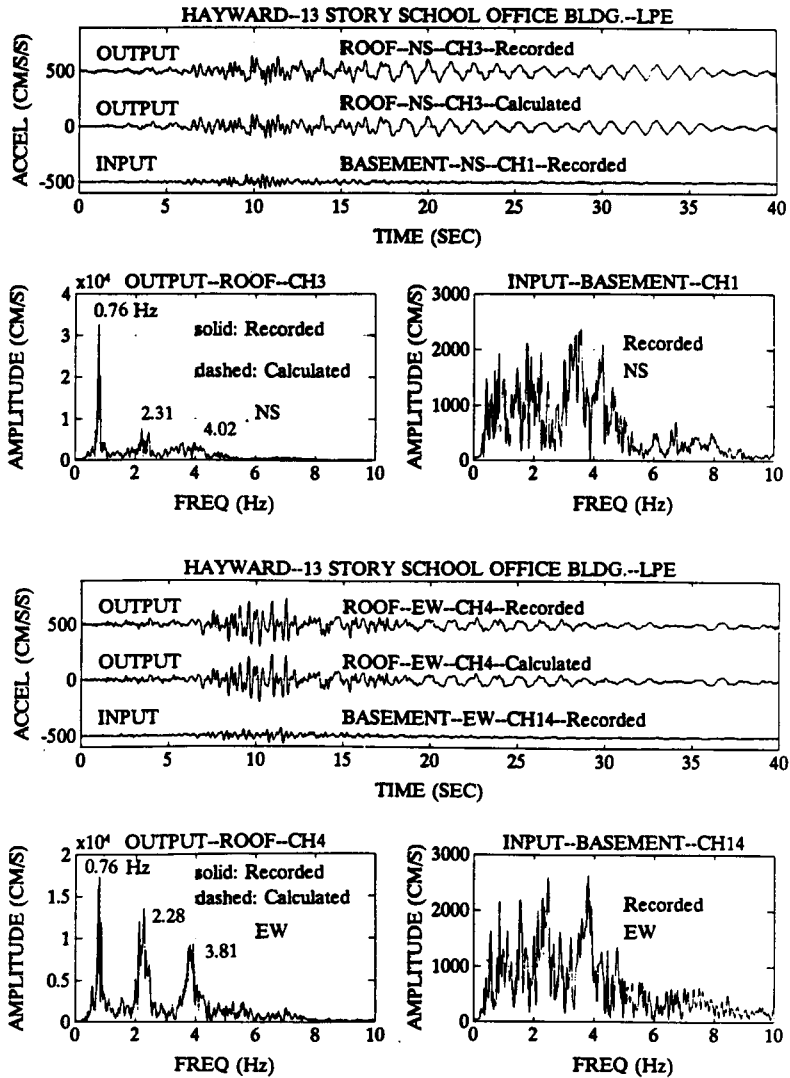 HAYWARD--13 STORY SCHOOL OFFICE BLDG.--LPE
OUTPUT ROOF--NS--CH3--Recorded
500
OUTPUT ROOF--NS--CH3--Calculated
0
INPUT BASEMENT--NS--CH1--Recorded
-500
ACCEL (CM/S/S)
0 5 10 15 20 25 30 35 40
TIME (SEC)
x10⁴ OUTPUT--ROOF--CH3
0.76 Hz
solid: Recorded
dashed: Calculated
2.31
NS
4.02
4
3
2
1
0
AMPLITUDE (CM/S)
0 2 4 6 8 10
FREQ (Hz)
INPUT--BASEMENT--CH1
Recorded
NS
3000
2000
1000
0
AMPLITUDE (CM/S)
0 2 4 6 8 10
FREQ (Hz)
HAYWARD--13 STORY SCHOOL OFFICE BLDG.--LPE
OUTPUT ROOF--EW--CH4--Recorded
500
OUTPUT ROOF--EW--CH4--Calculated
0
INPUT BASEMENT--EW--CH14--Recorded
-500
ACCEL (CM/S/S)
0 5 10 15 20 25 30 35 40
TIME (SEC)
x10⁴ OUTPUT--ROOF--CH4
0.76 Hz
solid: Recorded
dashed: Calculated
2.28
EW
3.81
2
1.5
1
0.5
0
AMPLITUDE (CM/S)
0 2 4 6 8 10
FREQ (Hz)
INPUT--BASEMENT--CH14
Recorded
EW
3000
2000
1000
0
AMPLITUDE (CM/S)
0 2 4 6 8 10
FREQ (Hz)